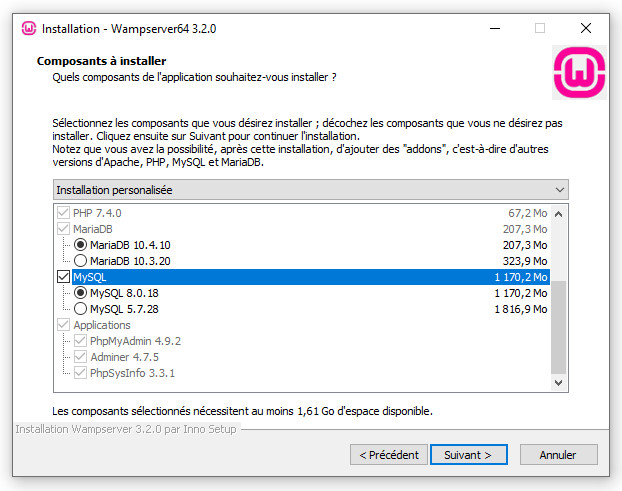 Installation - Wampserver64 3.2.0
Composants à installer
Quels composants de l'application souhaitez-vous installer ?
Sélectionnez les composants que vous désirez installer ; décochez les composants que vous ne désirez pas
installer. Cliquez ensuite sur Suivant pour continuer l'installation.
Notez que vous avez la possibilité, après cette installation, d'ajouter des "addons", c'est-à-dire d'autres
versions d'Apache, PHP, MySQL et MariaDB.
Installation personalisée
PHP 7.4.0 67,2 Mo
MariaDB 207,3 Mo
MariaDB 10.4.10 207,3 Mo
MariaDB 10.3.20 323,9 Mo
MySQL 1 170,2 Mo
MySQL 8.0.18 1 170,2 Mo
MySQL 5.7.28 1 816,9 Mo
Applications
PhpMyAdmin 4.9.2
Adminer 4.7.5
PhpSysInfo 3.3.1
Les composants sélectionnés nécessitent au moins 1,61 Go d'espace disponible.
Installation Wampserver 3.2.0 par Inno Setup
< Précédent Suivant > Annuler